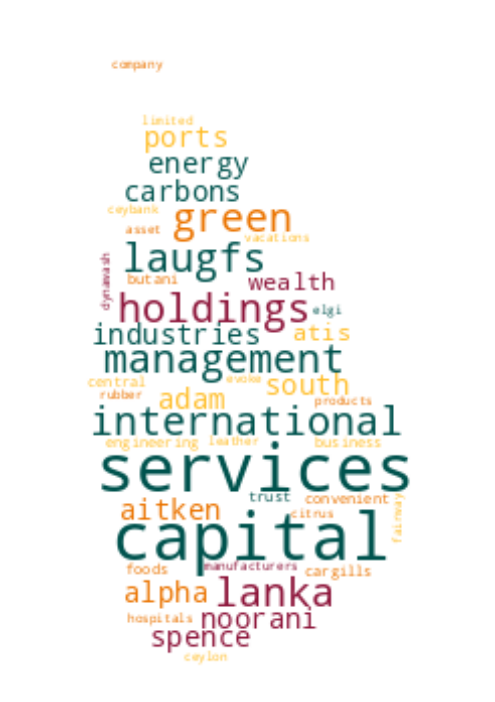 company
limited
ports
energy
carbons
ceybank
green
asset
vacations
laugfs
dynawash
butani
wealth
holdings
elgi
industries
atis
management
central
evoke
south
rubber
adam
products
international
engineering
leather
business
services
trust
convenient
aitken
citrus
fairway
capital
foods
manufacturers
cargills
alpha
lanka
hospitals
noorani
spence
ceylon